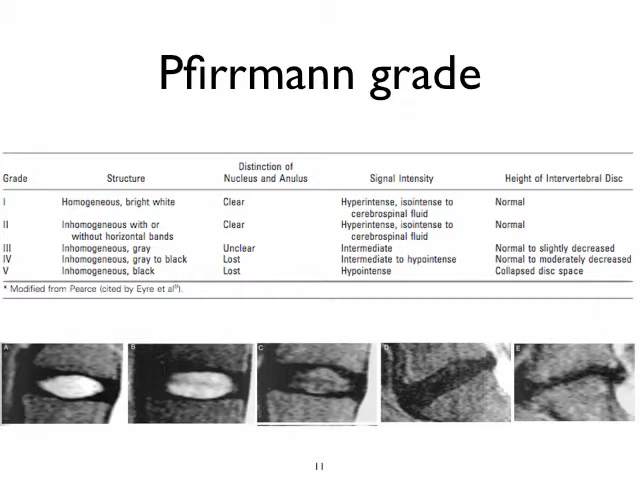 Pfirrmann grade
Distinction of
Grade Structure Nucleus and Anulus Signal Intensity Height of Intervertebral Disc
I Homogeneous, bright white Clear Hyperintense, isointense to Normal
cerebrospinal fluid
II Inhomogeneous with or Clear Hyperintense, isointense to Normal
without horizontal bands cerebrospinal fluid
III Inhomogeneous, gray Unclear Intermediate Normal to slightly decreased
IV Inhomogeneous, gray to black Lost Intermediate to hypointense Normal to moderately decreased
V Inhomogeneous, black Lost Hypointense Collapsed disc space
* Modified from Pearce (cited by Eyre et al).
A B C D E
11